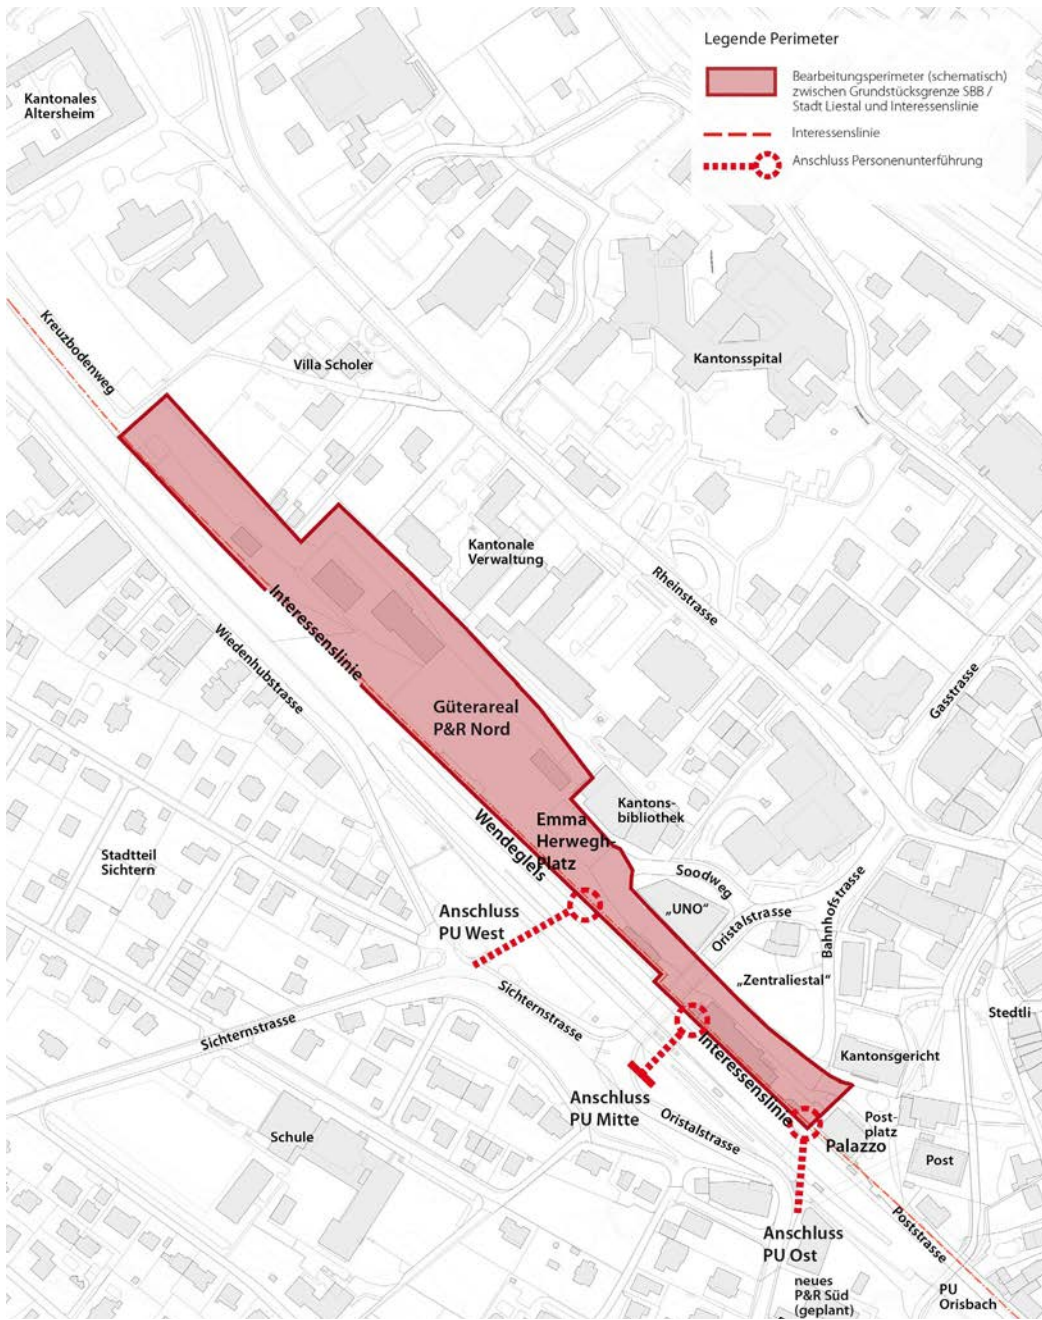 Legende Perimeter
Bearbeitungsperimeter (schematisch)
zwischen Grundstücksgrenze SBB /
Stadt Liestal und Interessenslinie
Interessenslinie
Anschluss Personenunterführung
Kantonales
Altersheim
Kreuzbodenweg
Villa Scholer
Kantonsspital
Kantonale
Verwaltung
Rheinstrasse
Interessenslinie
Wiedenhubstrasse
Gasstrasse
Güterareal
P&R Nord
Kantons-
bibliothek
Emma
Herwegh-
Platz
Wendegleis
Stadtteil
Sichtern
Soodweg
„UNO“
Oristalstrasse
Bahnhofstrasse
Anschluss
PU West
„Zentraliestal“
Sichternstrasse
Sichternstrasse
Stedtli
Interessenslinie
Kantonsgericht
Anschluss
PU Mitte
Oristalstrasse
Schule
Post-
platz
Palazzo
Post
Poststrasse
Anschluss
PU Ost
neues
P&R Süd
(geplant)
PU
Orisbach